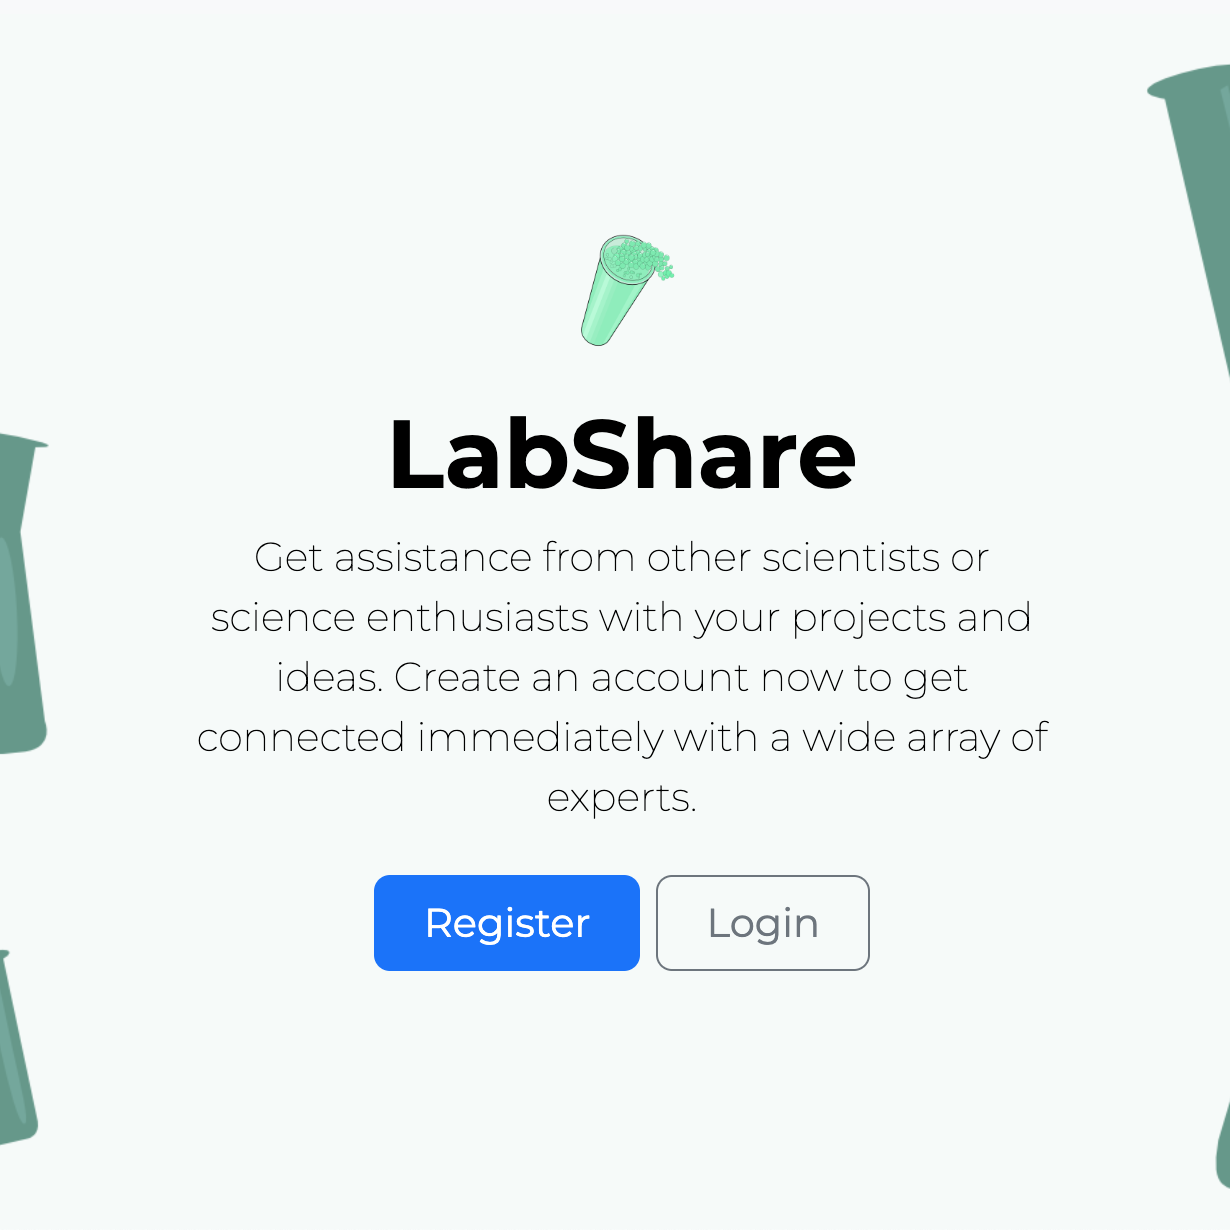 LabShare
Get assistance from other scientists or
science enthusiasts with your projects and
ideas. Create an account now to get
connected immediately with a wide array of
experts.
Register
Login